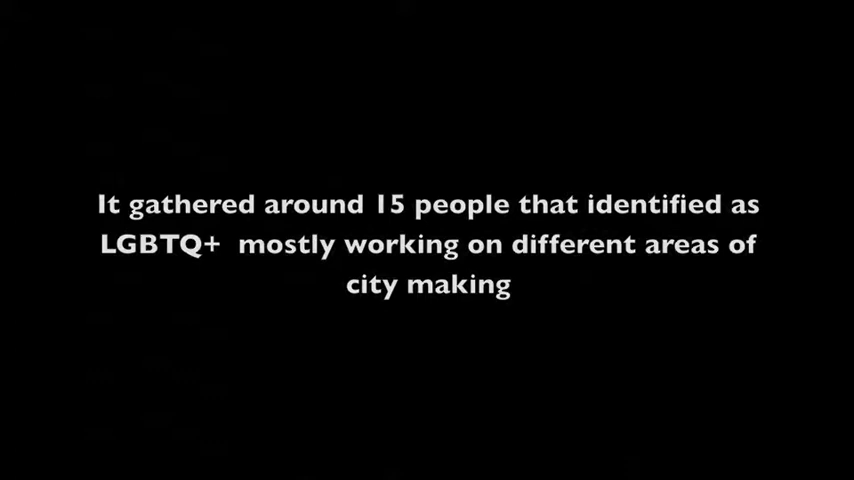 It gathered around 15 people that identified as
LGBTQ+ mostly working on different areas of
city making